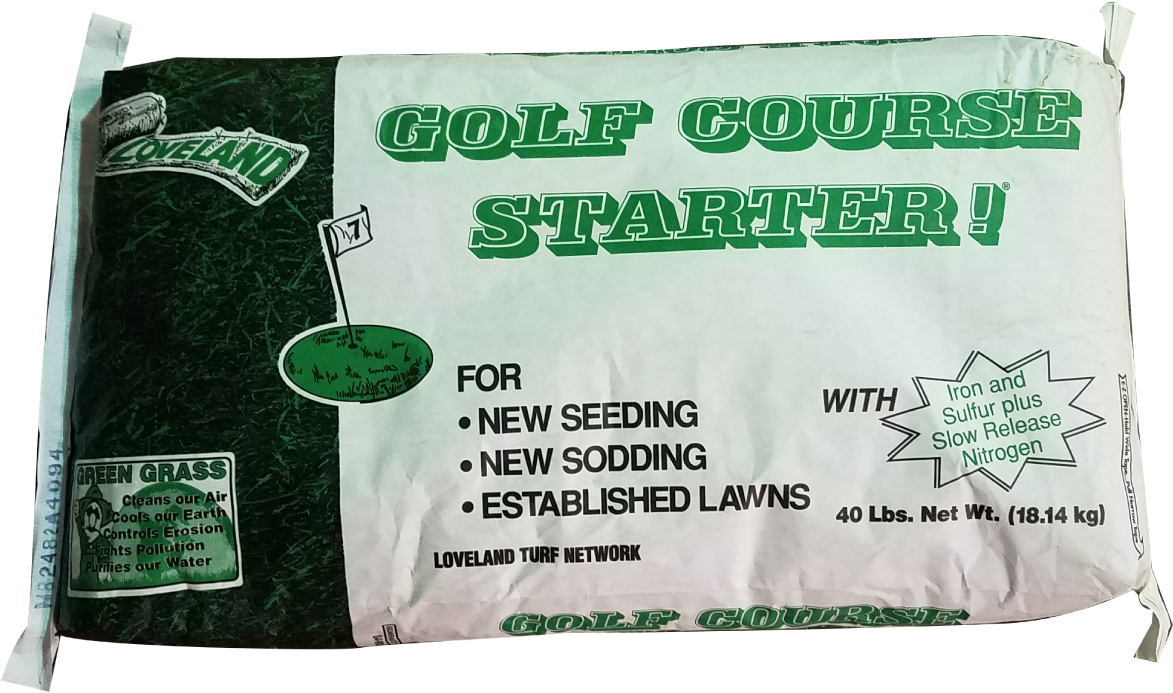 LOVELAND
GOLF COURSE
STARTER!®
7
FOR
• NEW SEEDING
• NEW SODDING
• ESTABLISHED LAWNS
WITH
Iron and
Sulfur plus
Slow Release
Nitrogen
40 Lbs. Net Wt. (18.14 kg)
LOVELAND TURF NETWORK
GREEN GRASS
Cleans our Air
Cools our Earth
Controls Erosion
Fights Pollution
Purifies our Water
GOLF COURSE